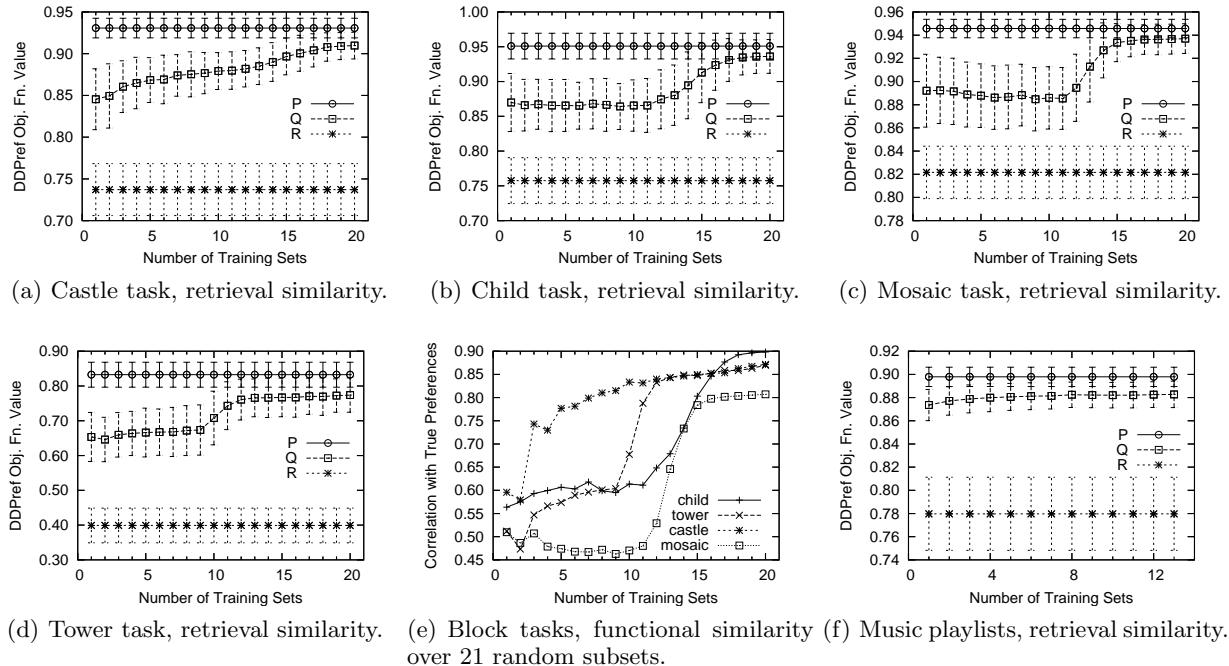 DDPref Obj. Fn. Value
0.95
0.90
0.85
0.80
0.75
0.70
P
Q
R
0 5 10 15 20
Number of Training Sets
(a) Castle task, retrieval similarity.
DDPref Obj. Fn. Value
1.00
0.95
0.90
0.85
0.80
0.75
0.70
P
Q
R
0 5 10 15 20
Number of Training Sets
(b) Child task, retrieval similarity.
DDPref Obj. Fn. Value
0.96
0.94
0.92
0.90
0.88
0.86
0.84
0.82
0.80
0.78
P
Q
R
0 5 10 15 20
Number of Training Sets
(c) Mosaic task, retrieval similarity.
DDPref Obj. Fn. Value
0.90
0.80
0.70
0.60
0.50
0.40
0.30
P
Q
R
0 5 10 15 20
Number of Training Sets
(d) Tower task, retrieval similarity.
Correlation with True Preferences
0.90
0.85
0.80
0.75
0.70
0.65
0.60
0.55
0.50
0.45
child
tower
castle
mosaic
0 5 10 15 20
Number of Training Sets
(e) Block tasks, functional similarity
over 21 random subsets.
DDPref Obj. Fn. Value
0.92
0.90
0.88
0.86
0.84
0.82
0.80
0.78
0.76
0.74
P
Q
R
0 2 4 6 8 10 12
Number of Training Sets
(f) Music playlists, retrieval similarity.